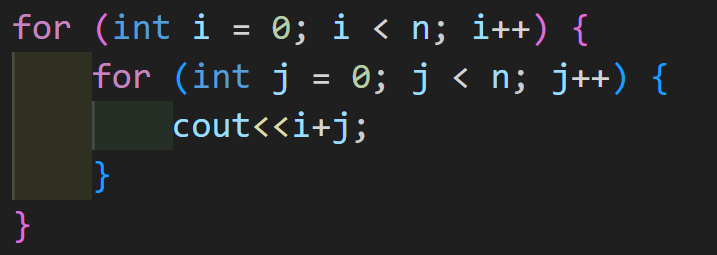 for (int i = 0; i < n; i++) {
    for (int j = 0; j < n; j++) {
        cout<<i+j;
    }
}